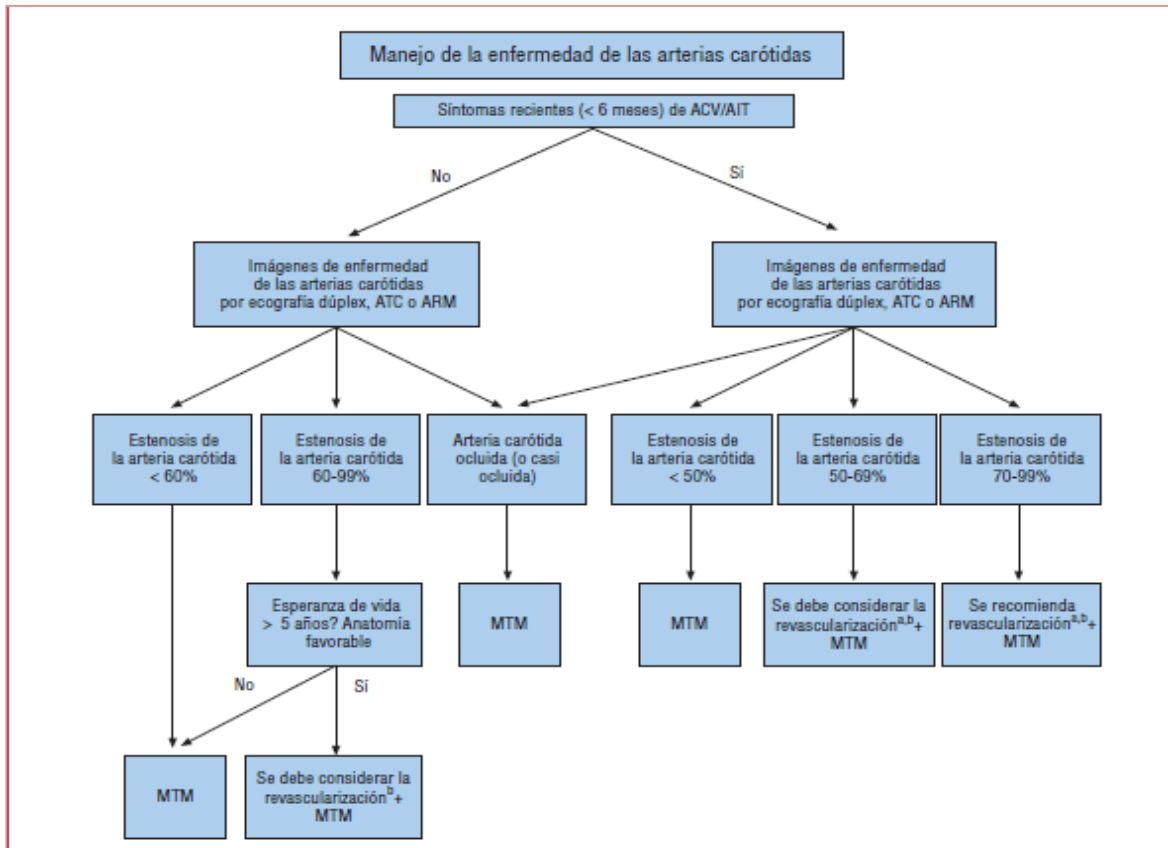 Manejo de la enfermedad de las arterias carótidas
Síntomas recientes (< 6 meses) de ACV/AIT
No
Sí
Imágenes de enfermedad
de las arterias carótidas
por ecografía dúplex, ATC o ARM
Imágenes de enfermedad
de las arterias carótidas
por ecografía dúplex, ATC o ARM
Estenosis de
la arteria carótida
< 60%
Estenosis de
la arteria carótida
60-99%
Arteria carótida
ocluida (o casi
ocluida)
Estenosis de
la arteria carótida
< 50%
Estenosis de
la arteria carótida
50-69%
Estenosis de
la arteria carótida
70-99%
Esperanza de vida
> 5 años? Anatomía
favorable
MTM
MTM
Se debe considerar la
revascularización a,b+
MTM
Se recomienda
revascularización a,b+
MTM
No
Sí
MTM
Se debe considerar la
revascularización b+
MTM